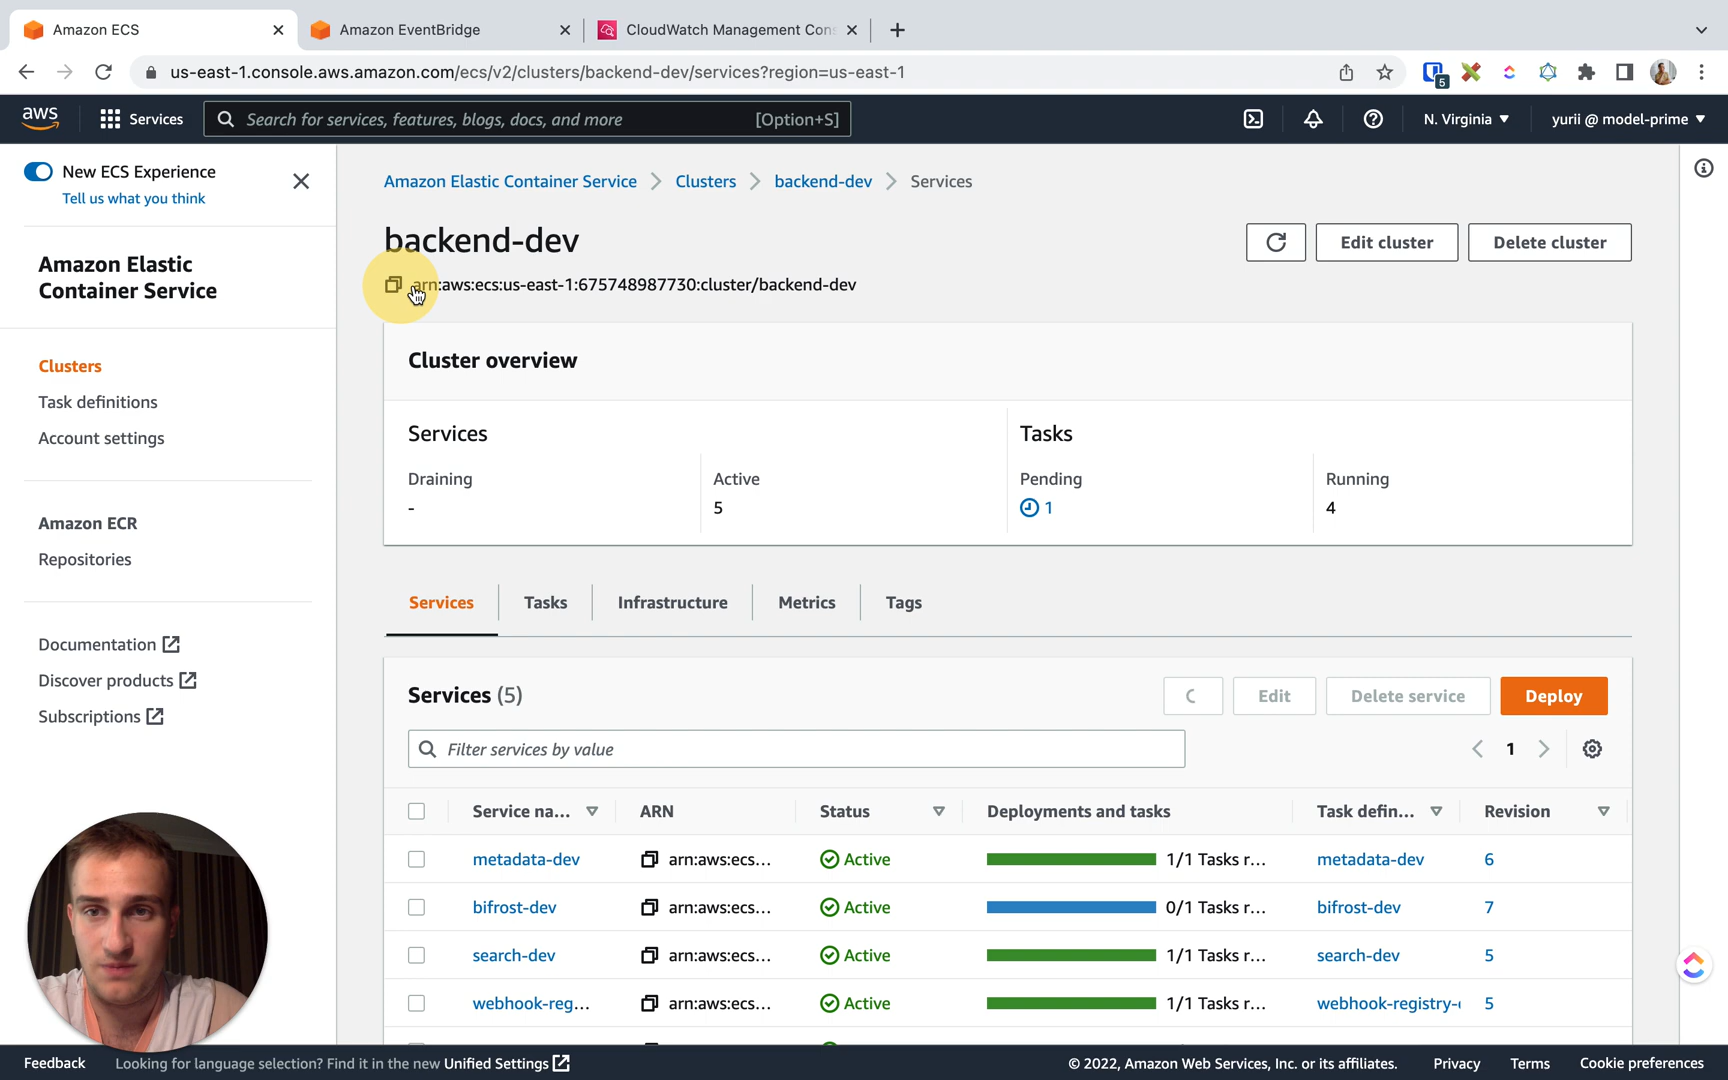 Amazon ECS
Amazon EventBridge
CloudWatch Management Cons
us-east-1.console.aws.amazon.com/ecs/v2/clusters/backend-dev/services?region=us-east-1
5
aws
Services
Search for services, features, blogs, docs, and more
[Option+S]
N. Virginia
yurii @ model-prime
New ECS Experience
Tell us what you think
Amazon Elastic
Container Service
Clusters
Task definitions
Account settings
Amazon ECR
Repositories
Documentation
Discover products
Subscriptions
Amazon Elastic Container Service
Clusters
backend-dev
Services
backend-dev
Edit cluster
Delete cluster
arn:aws:ecs:us-east-1:675748987730:cluster/backend-dev
Cluster overview
Services
Tasks
Draining
Active
Pending
Running
-
5
1
4
Services
Tasks
Infrastructure
Metrics
Tags
Services (5)
Edit
Delete service
Deploy
Filter services by value
1
Service na...
ARN
Status
Deployments and tasks
Task defin...
Revision
metadata-dev arn:aws:ecs... Active 1/1 Tasks r... metadata-dev 6
bifrost-dev arn:aws:ecs... Active 0/1 Tasks r... bifrost-dev 7
search-dev arn:aws:ecs... Active 1/1 Tasks r... search-dev 5
webhook-reg... arn:aws:ecs... Active 1/1 Tasks r... webhook-registry- 5
Feedback
Looking for language selection? Find it in the new Unified Settings
© 2022, Amazon Web Services, Inc. or its affiliates.
Privacy
Terms
Cookie preferences